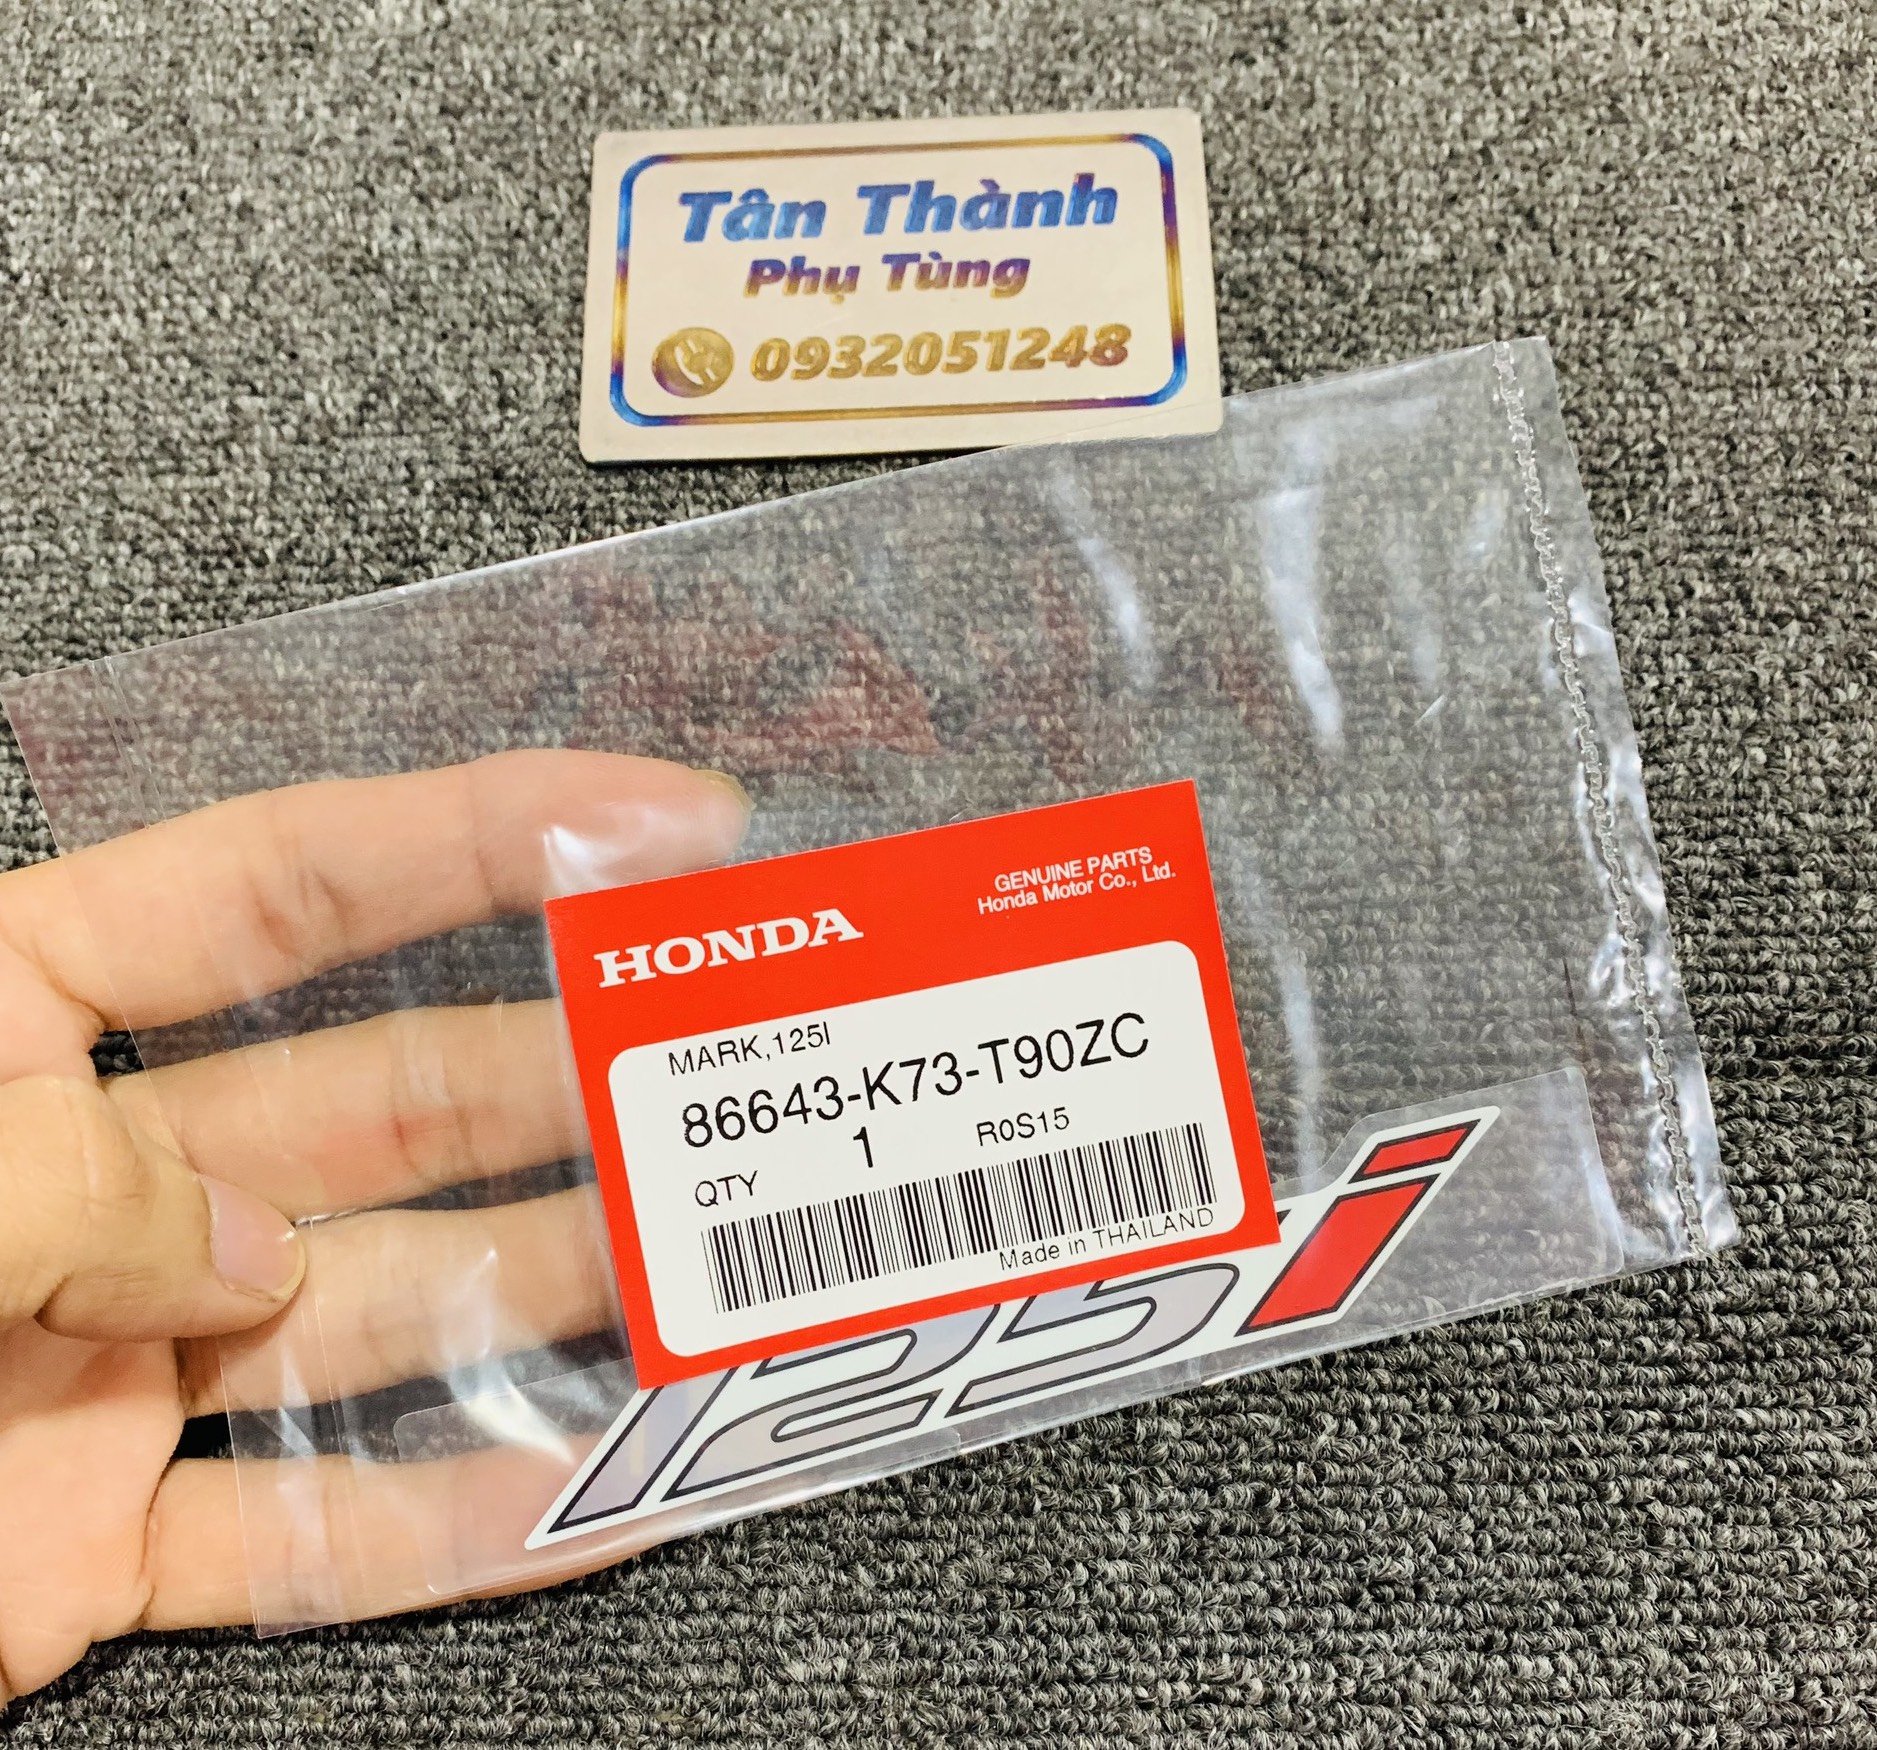 Tân Thành
Phụ Tùng
0932051248
HONDA
GENUINE PARTS
Honda Motor Co., Ltd.
MARK,125I
86643-K73-T90ZC
QTY 1 R0S15
Made in THAILAND
125i